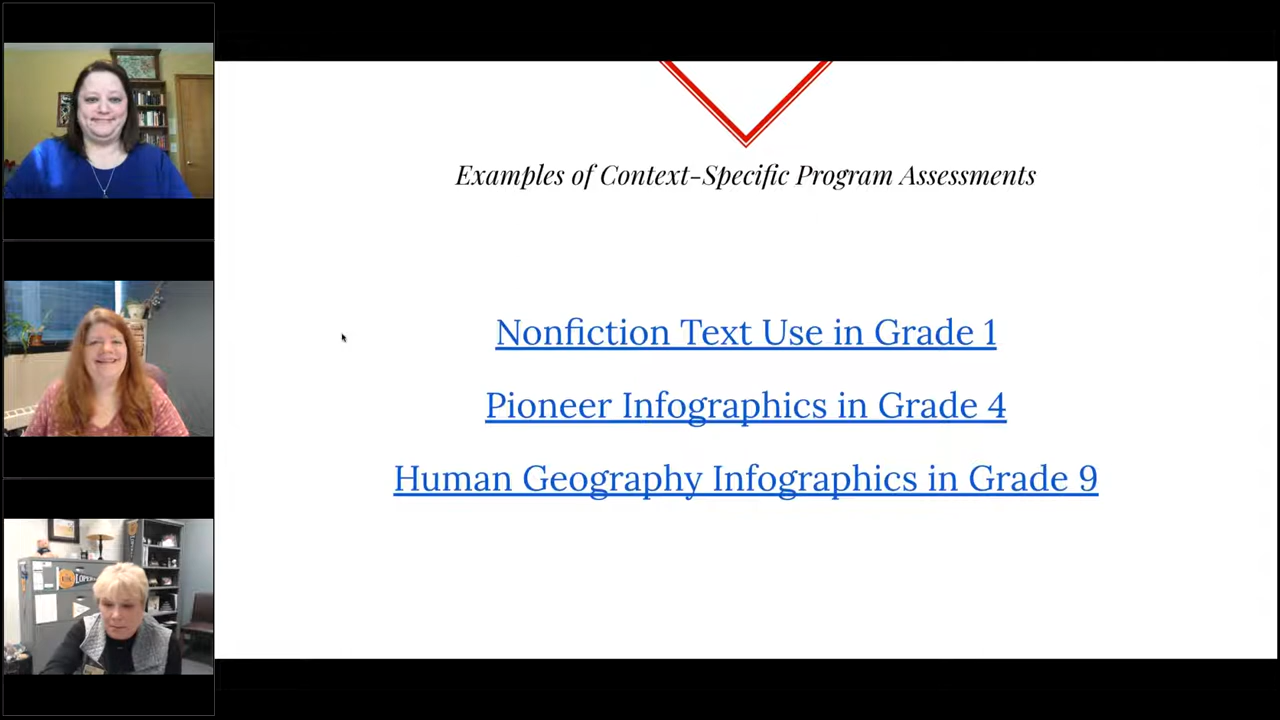 Examples of Context-Specific Program Assessments
Nonfiction Text Use in Grade 1
Pioneer Infographics in Grade 4
Human Geography Infographics in Grade 9